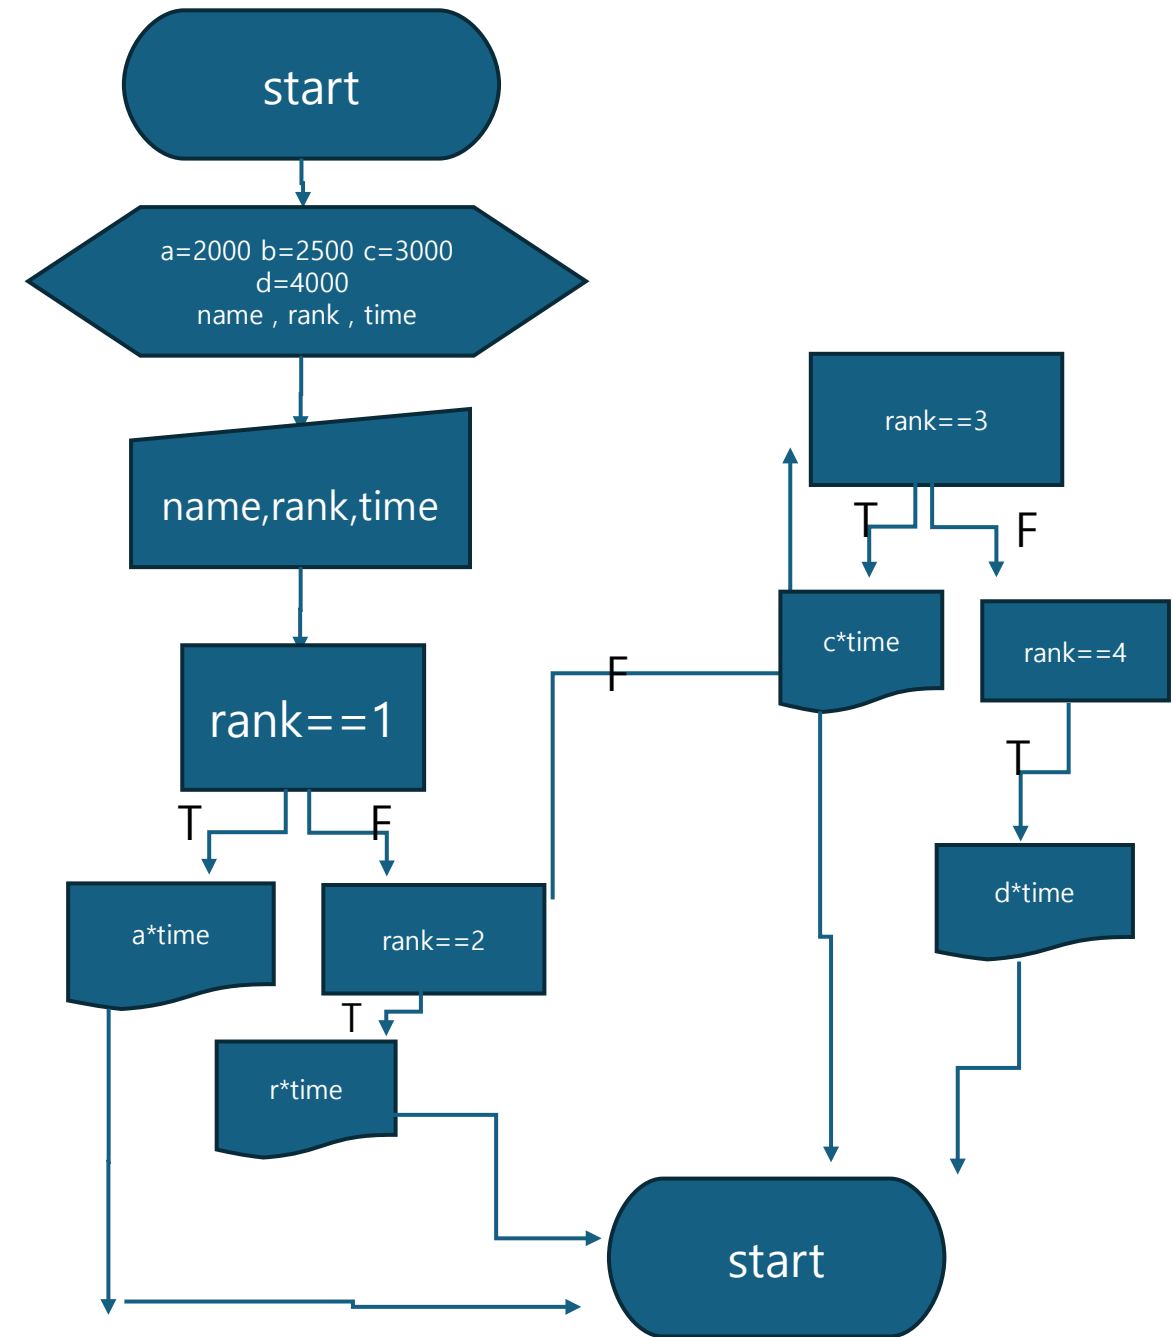 start
a=2000 b=2500 c=3000
d=4000
name , rank , time
name,rank,time
rank==1
T
F
a*time
rank==2
T
r*time
F
rank==3
T
F
c*time
rank==4
T
d*time
start